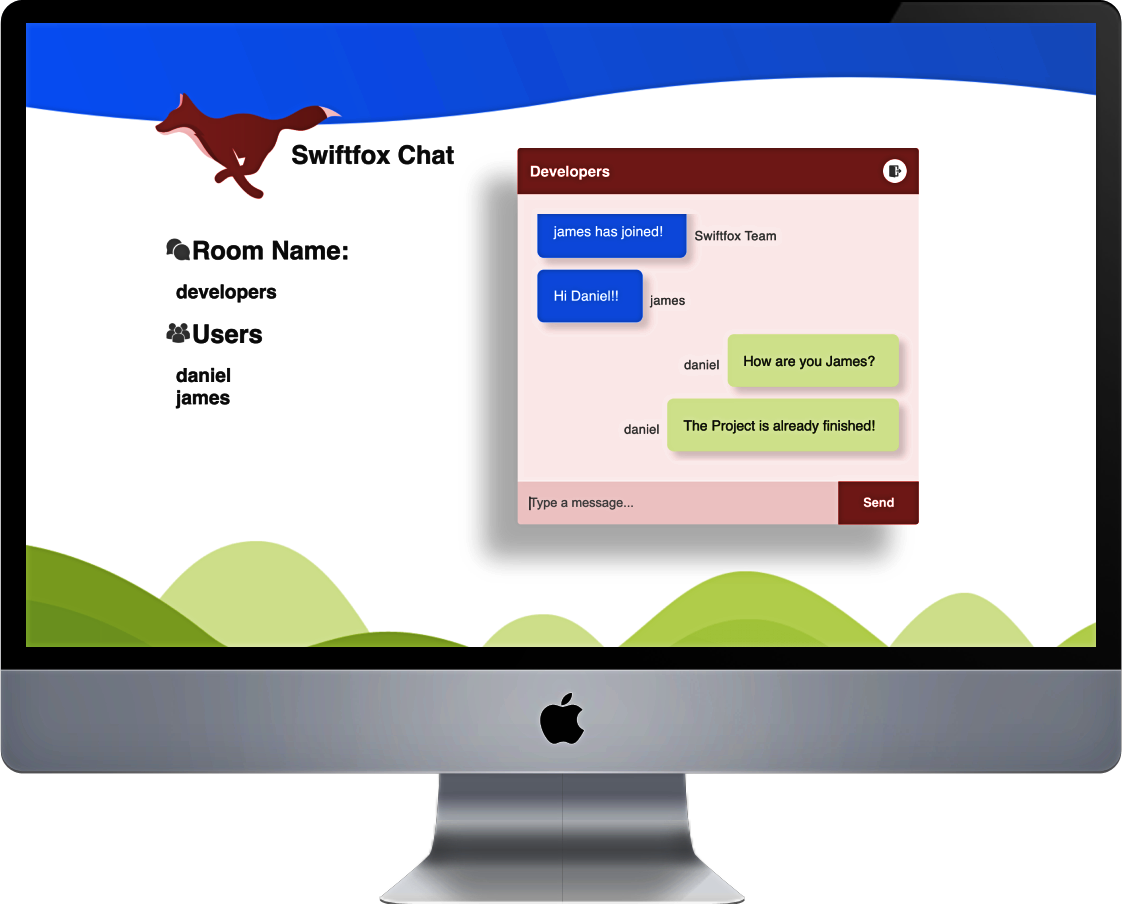 Swiftfox Chat
Room Name:
developers
Users
daniel
james
Developers
james has joined!
Swiftfox Team
Hi Daniel!!
james
daniel
How are you James?
daniel
The Project is already finished!
Type a message...
Send